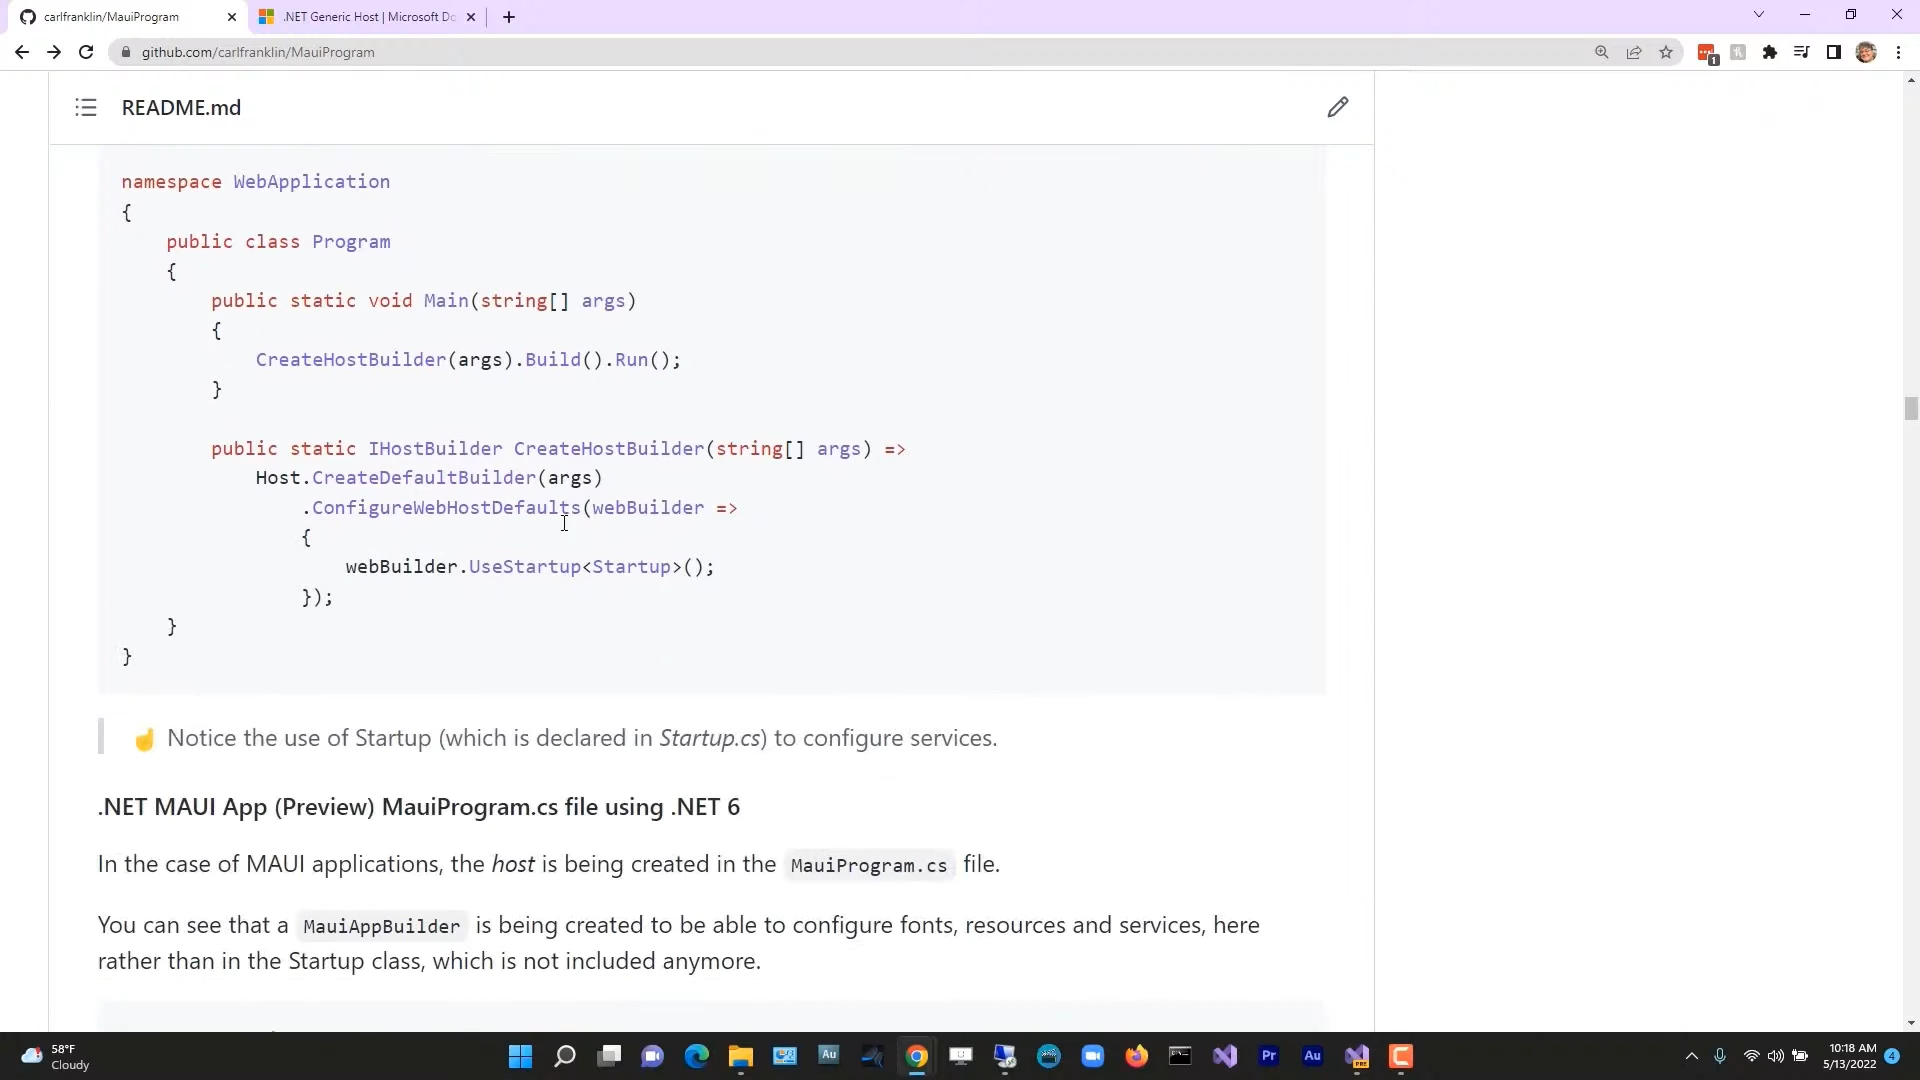 carlfranklin/MauiProgram
.NET Generic Host | Microsoft Do
github.com/carlfranklin/MauiProgram
1
README.md
namespace WebApplication
{
public class Program
{
public static void Main(string[] args)
{
CreateHostBuilder(args).Build().Run();
}
public static IHostBuilder CreateHostBuilder(string[] args) =>
Host.CreateDefaultBuilder(args)
.ConfigureWebHostDefaults(webBuilder =>
{
webBuilder.UseStartup<Startup>();
});
}
}
☝ Notice the use of Startup (which is declared in Startup.cs) to configure services.
.NET MAUI App (Preview) MauiProgram.cs file using .NET 6
In the case of MAUI applications, the host is being created in the MauiProgram.cs file.
You can see that a MauiAppBuilder is being created to be able to configure fonts, resources and services, here
rather than in the Startup class, which is not included anymore.
58°F
Cloudy
Au
Pr
Au
PRE
10:18 AM
5/13/2022
4